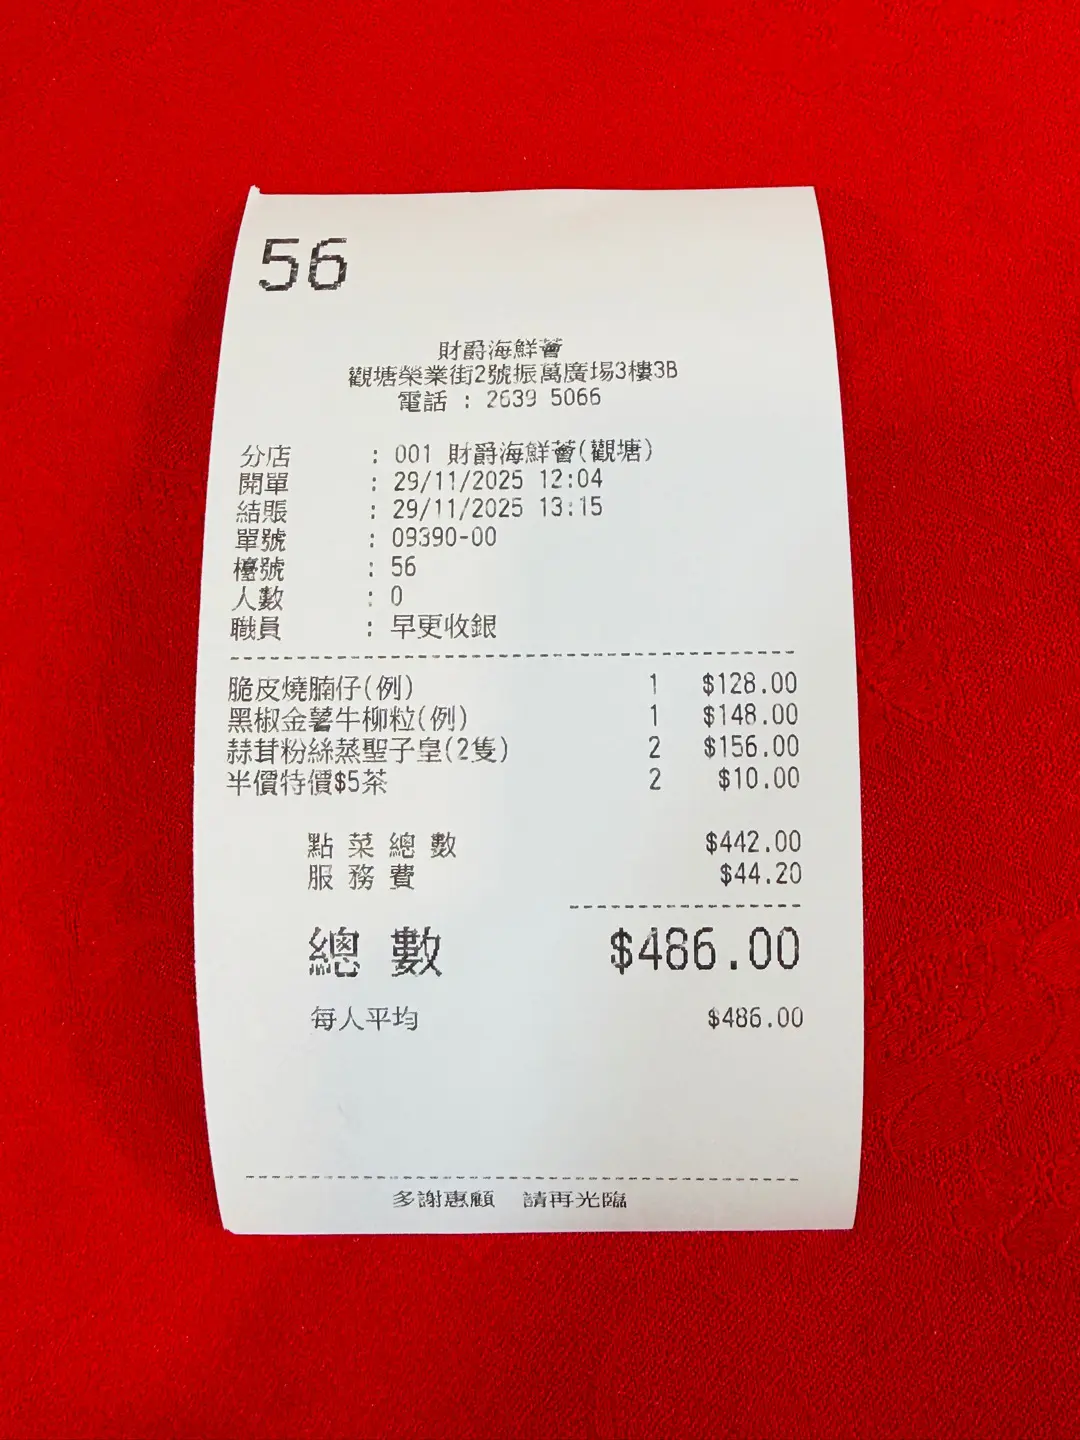 56
財爵海鮮薈
觀塘榮業街2號振萬廣場3樓3B
電話 : 2639 5066
分店 : 001 財爵海鮮薈(觀塘)
開單 : 29/11/2025 12:04
結賬 : 29/11/2025 13:15
單號 : 09390-00
檯號 : 56
人數 : 0
職員 : 早更收銀
脆皮燒腩仔(例) 1 $128.00
黑椒金薯牛柳粒(例) 1 $148.00
蒜茸粉絲蒸聖子皇(2隻) 2 $156.00
半價特價$5茶 2 $10.00
點菜總數 $442.00
服務費 $44.20
總數 $486.00
每人平均 $486.00
多謝惠顧 請再光臨